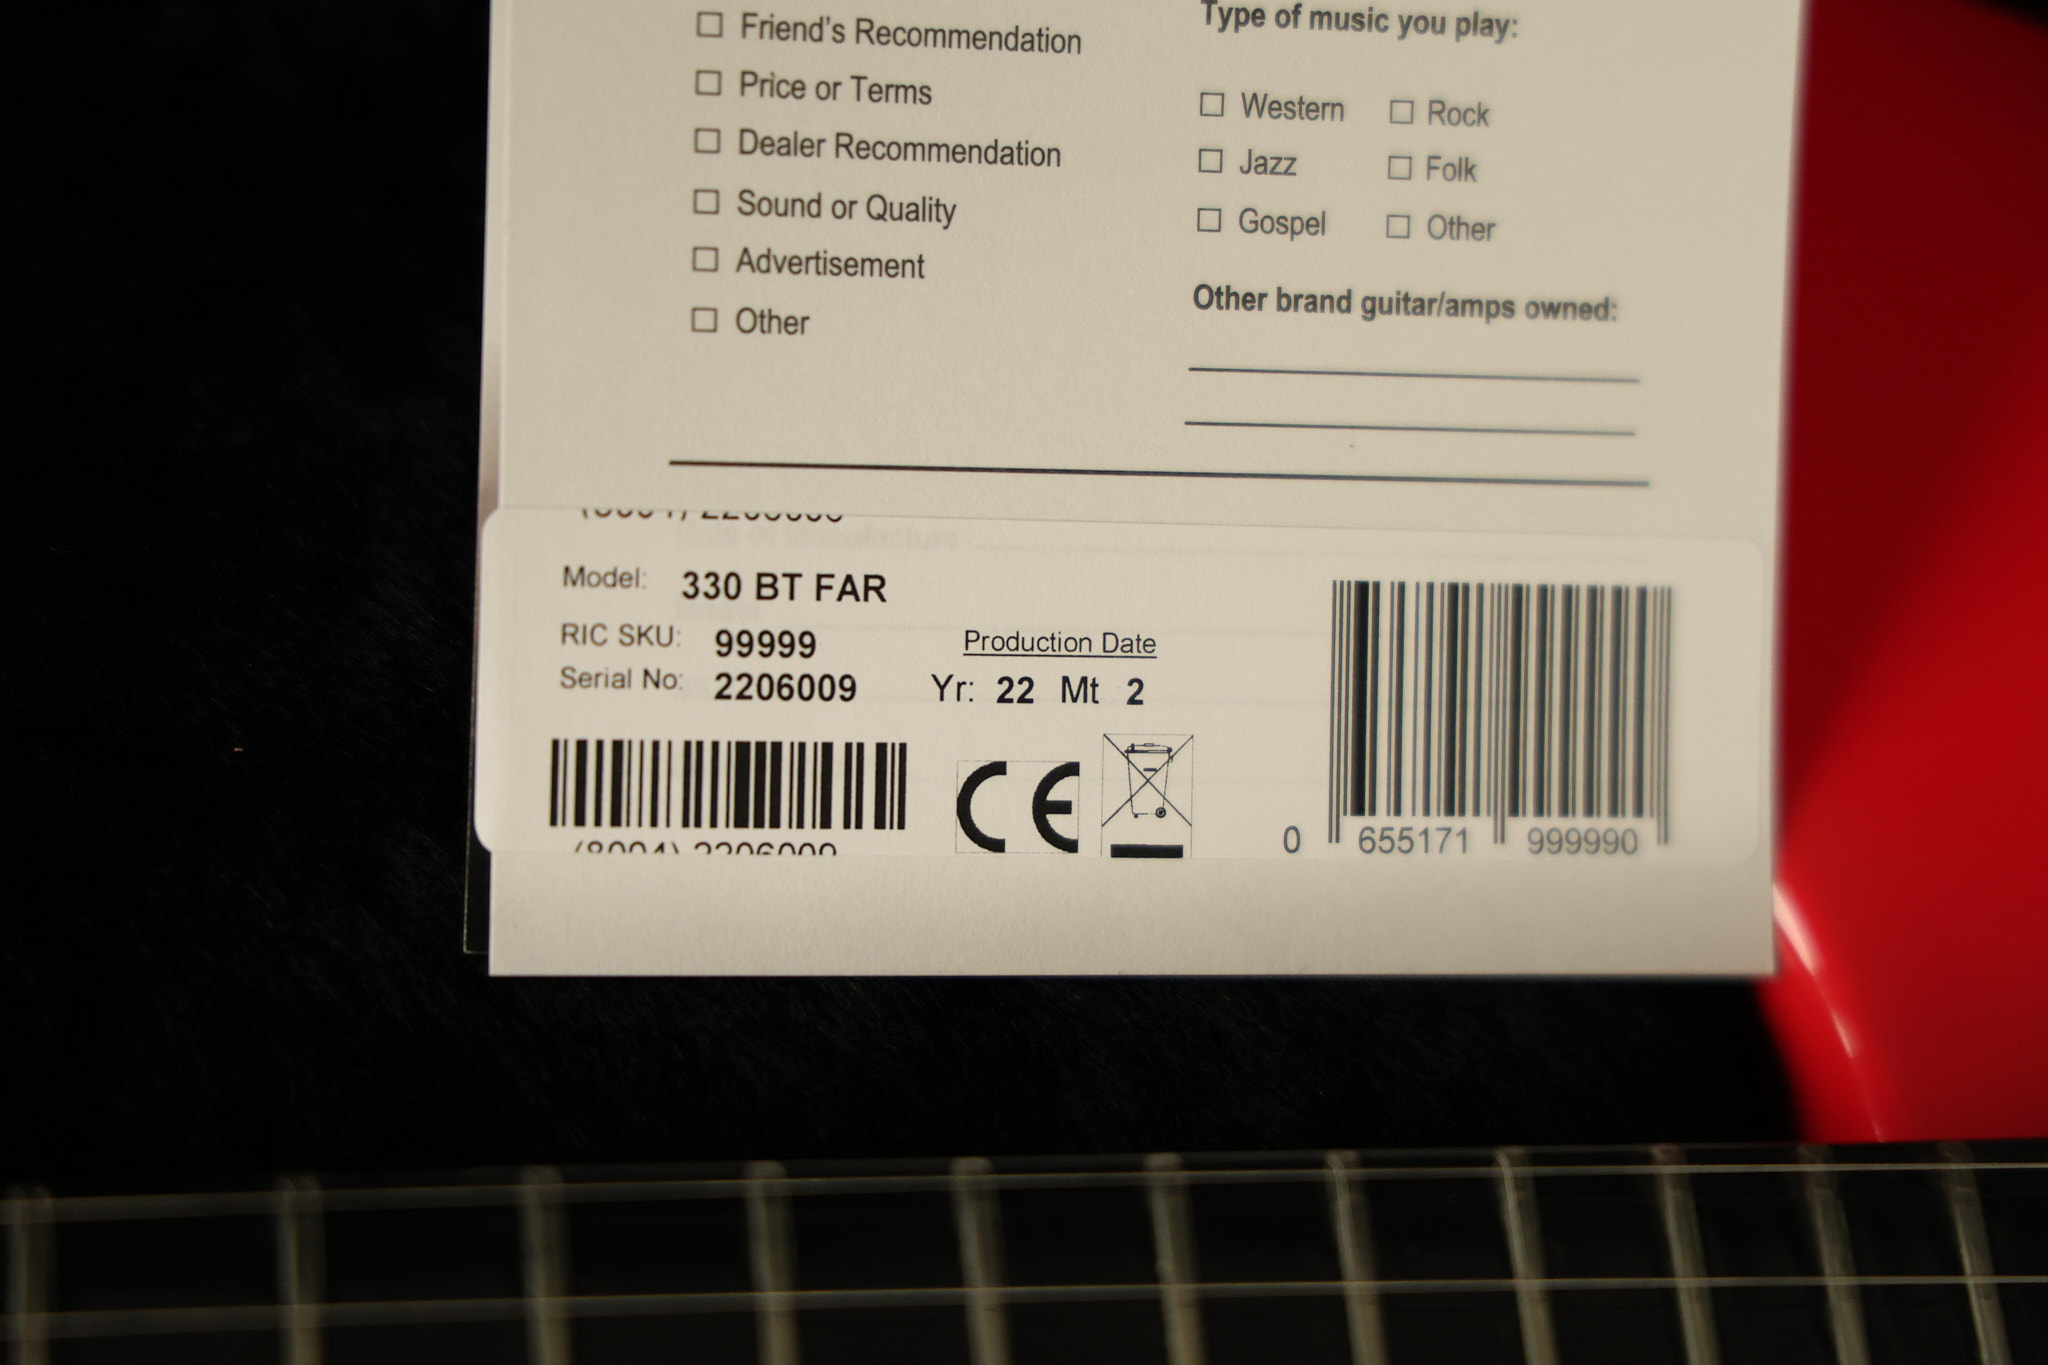 Friend's Recommendation
Price or Terms
Dealer Recommendation
Sound or Quality
Advertisement
Other
Type of music you play:
Western Rock
Jazz Folk
Gospel Other
Other brand guitar/amps owned:
Model: 330 BT FAR
RIC SKU: 99999
Serial No: 2206009
Production Date
Yr: 22 Mt 2
(8004) 2206009
CE
0 655171 999990